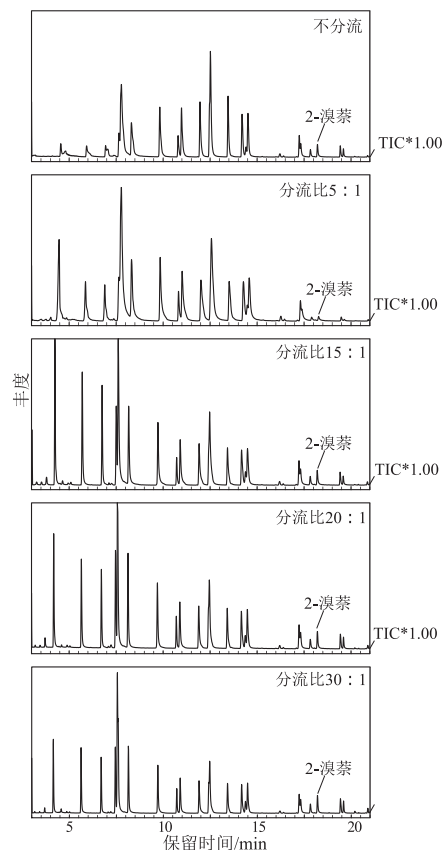 不分流
2-溴萘
TIC*1.00
分流比5：1
2-溴萘
TIC*1.00
分流比15：1
2-溴萘
TIC*1.00
丰度
分流比20：1
2-溴萘
TIC*1.00
分流比30：1
2-溴萘
5 10 15 20
保留时间/min